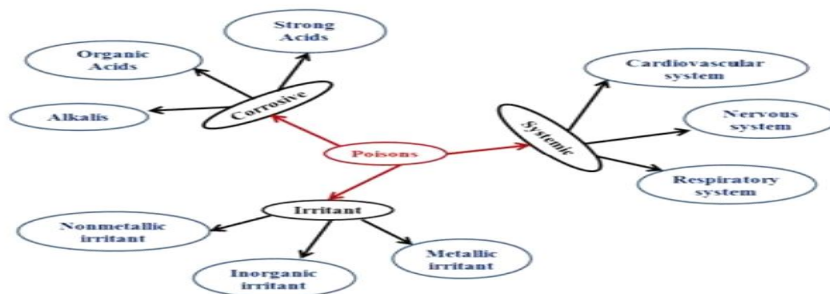 Strong
Acids
Organic
Acids
Alkalis
Corrosive
Cardiovascular
system
Nervous
system
Respiratory
system
Systemic
Poisons
Irritant
Nonmetallic
irritant
Inorganic
irritant
Metallic
irritant